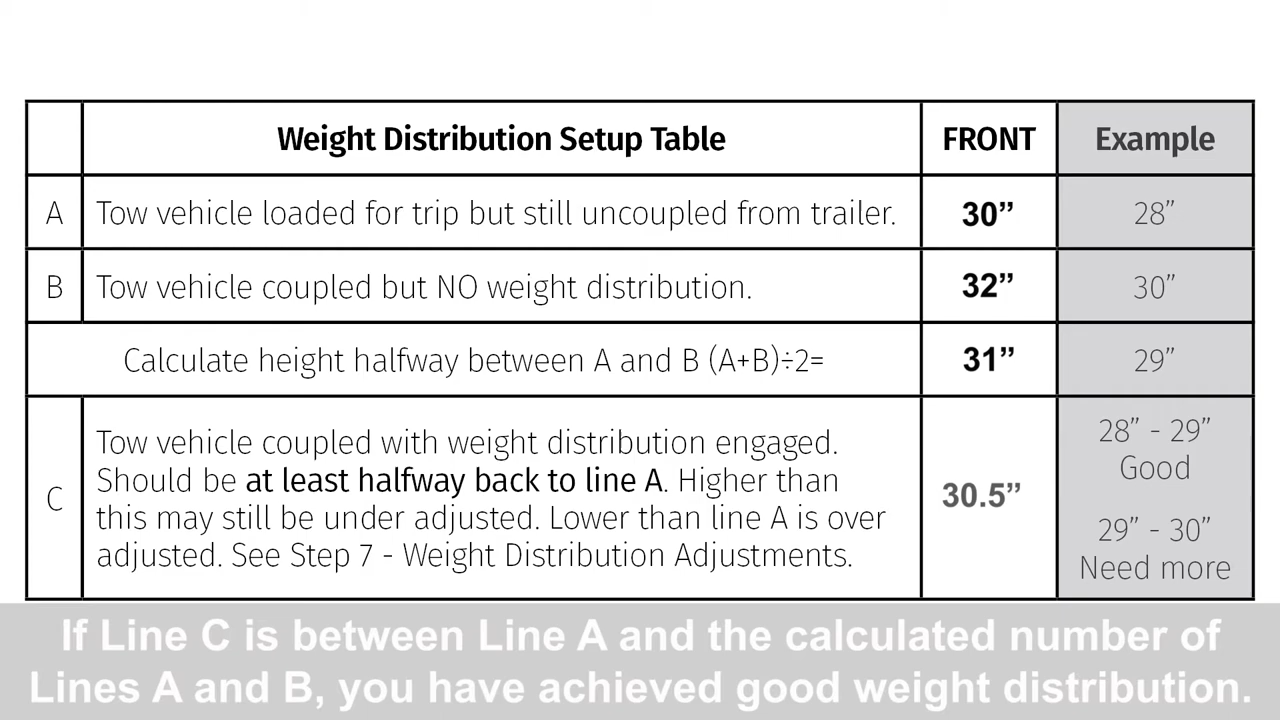 Weight Distribution Setup Table FRONT Example
A Tow vehicle loaded for trip but still uncoupled from trailer. 30” 28”
B Tow vehicle coupled but NO weight distribution. 32” 30”
Calculate height halfway between A and B (A+B)÷2= 31” 29”
C Tow vehicle coupled with weight distribution engaged.
Should be at least halfway back to line A. Higher than
this may still be under adjusted. Lower than line A is over
adjusted. See Step 7 - Weight Distribution Adjustments.
30.5”
28” - 29”
Good
29” - 30”
Need more
If Line C is between Line A and the calculated number of
Lines A and B, you have achieved good weight distribution.